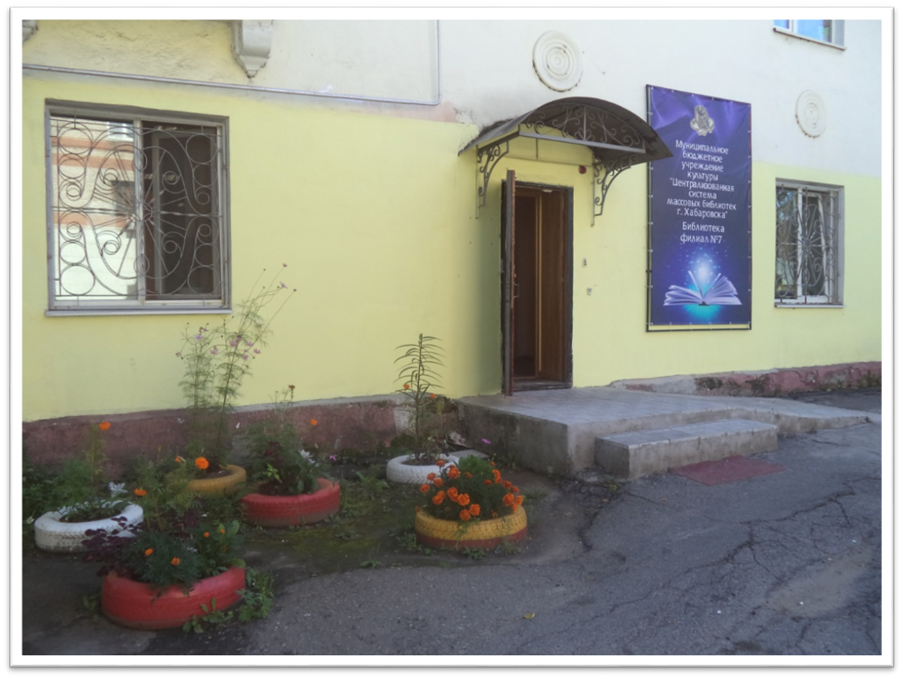 Муниципальное
бюджетное
учреждение
культуры
"Централизованная
система
массовых библиотек
г. Хабаровска"
Библиотека
филиал №7